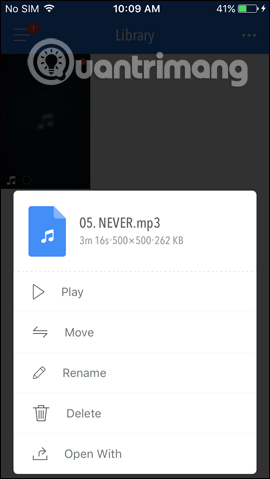 No SIM 10:09 AM 41%
Library
Quantrimang
05. NEVER.mp3
3m 16s·500×500·262 KB
Play
Move
Rename
Delete
Open With